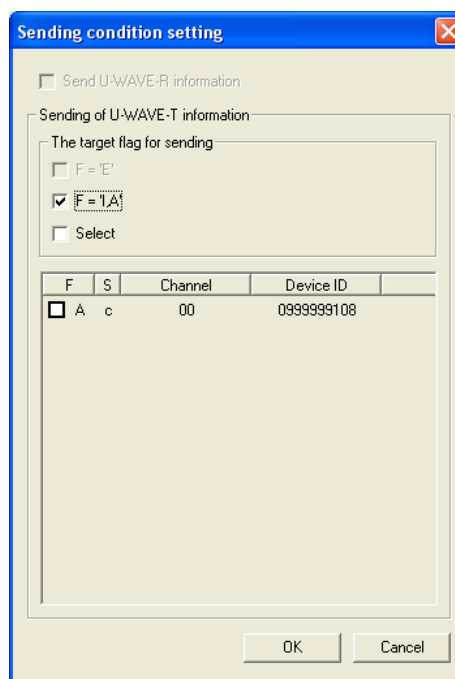 Sending condition setting
Send U-WAVE-R information
Sending of U-WAVE-T information
The target flag for sending
F = 'E'
F = 'I,A'
Select
F S Channel Device ID
A c 00 0999999108
OK Cancel